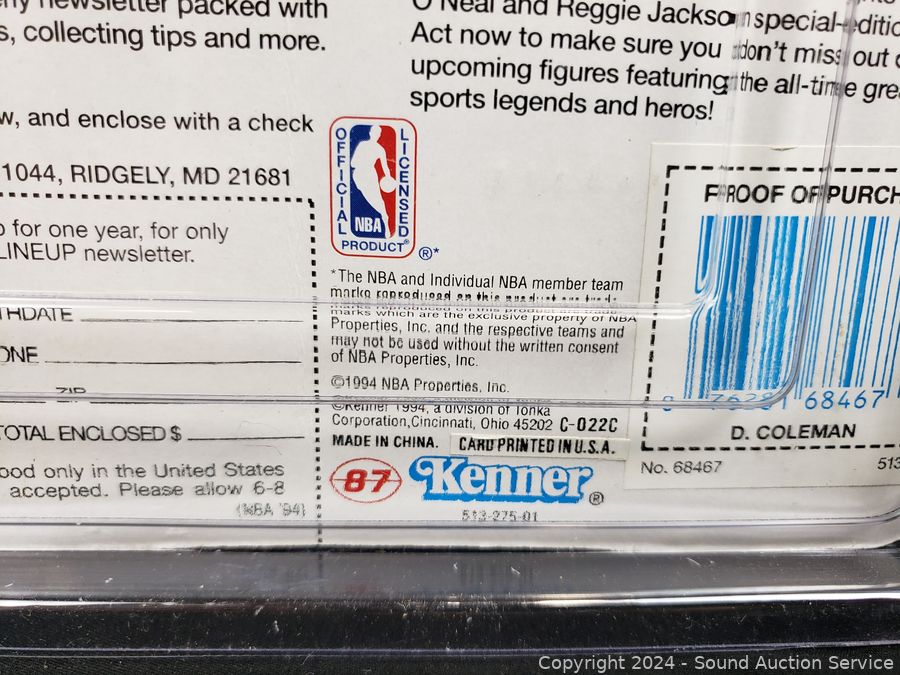 newsletter packed with
s, collecting tips and more.
w, and enclose with a check
1044, RIDGELY, MD 21681
for one year, for only
LINEUP newsletter.
THDATE
ONE
ZIP
TOTAL ENCLOSED $
ood only in the United States
accepted. Please allow 6-8
(NBA '94)
O'Neal and Reggie Jackson special-editio
Act now to make sure you don't miss out o
upcoming figures featuring the all-time grea
sports legends and heros!
OFFICIAL
LICENSED
NBA
PRODUCT®
®*
*The NBA and Individual NBA member team
marks reproduced on this product are trade-
marks which are the exclusive property of NBA
Properties, Inc. and the respective teams and
may not be used without the written consent
of NBA Properties, Inc.
©1994 NBA Properties, Inc.
©Kenner 1994, a division of Tonka
Corporation,Cincinnati, Ohio 45202 C-022C
MADE IN CHINA. CARD PRINTED IN U.S.A.
87 Kenner®
513-275-01
PROOF OF PURCH
0 76281 68467
D. COLEMAN
No. 68467
513
Copyright 2024 - Sound Auction Service